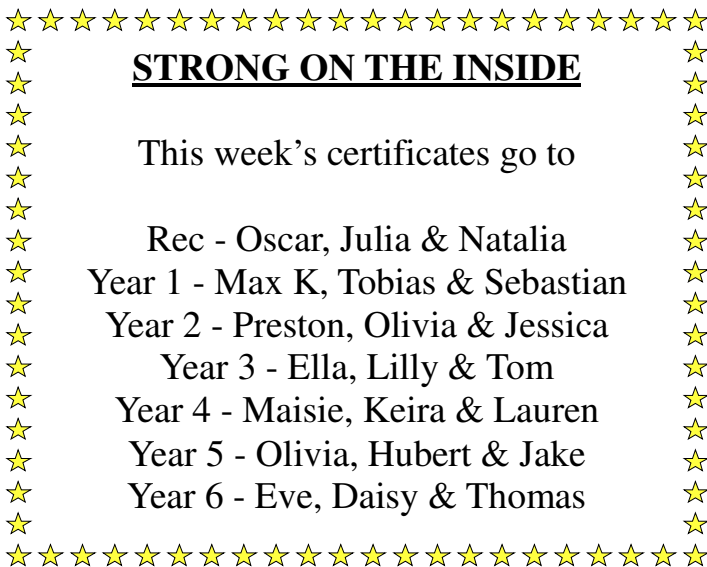 STRONG ON THE INSIDE
This week’s certificates go to
Rec - Oscar, Julia & Natalia
Year 1 - Max K, Tobias & Sebastian
Year 2 - Preston, Olivia & Jessica
Year 3 - Ella, Lilly & Tom
Year 4 - Maisie, Keira & Lauren
Year 5 - Olivia, Hubert & Jake
Year 6 - Eve, Daisy & Thomas